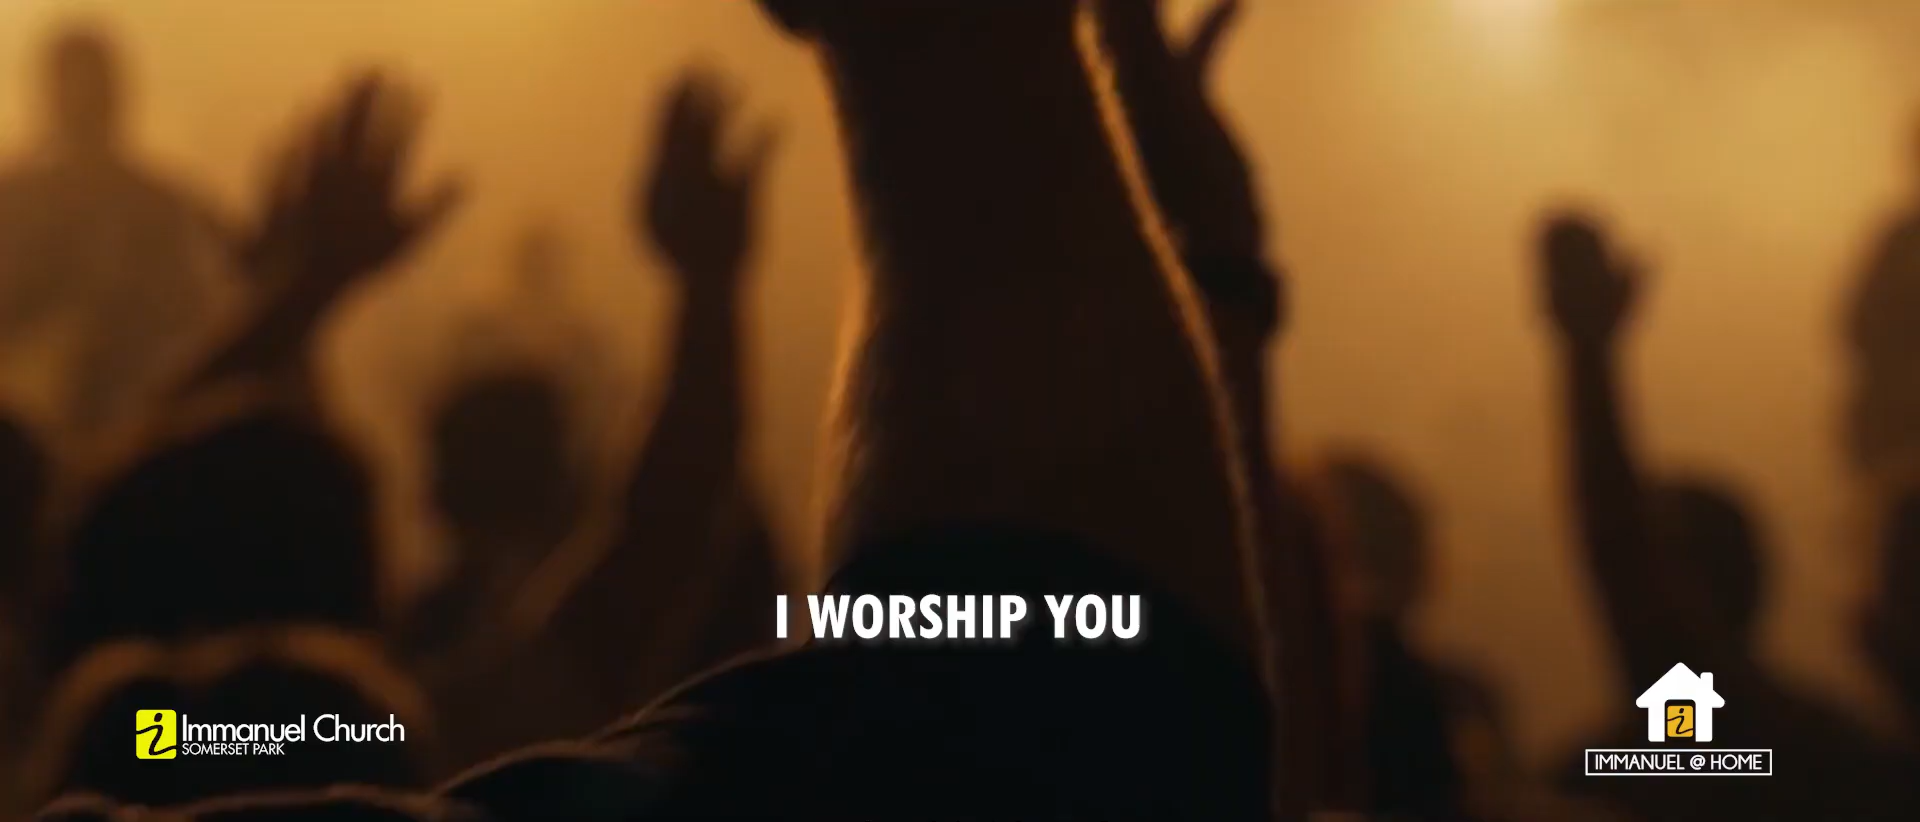 I WORSHIP YOU
i Immanuel Church
SOMERSET PARK
i
IMMANUEL @ HOME